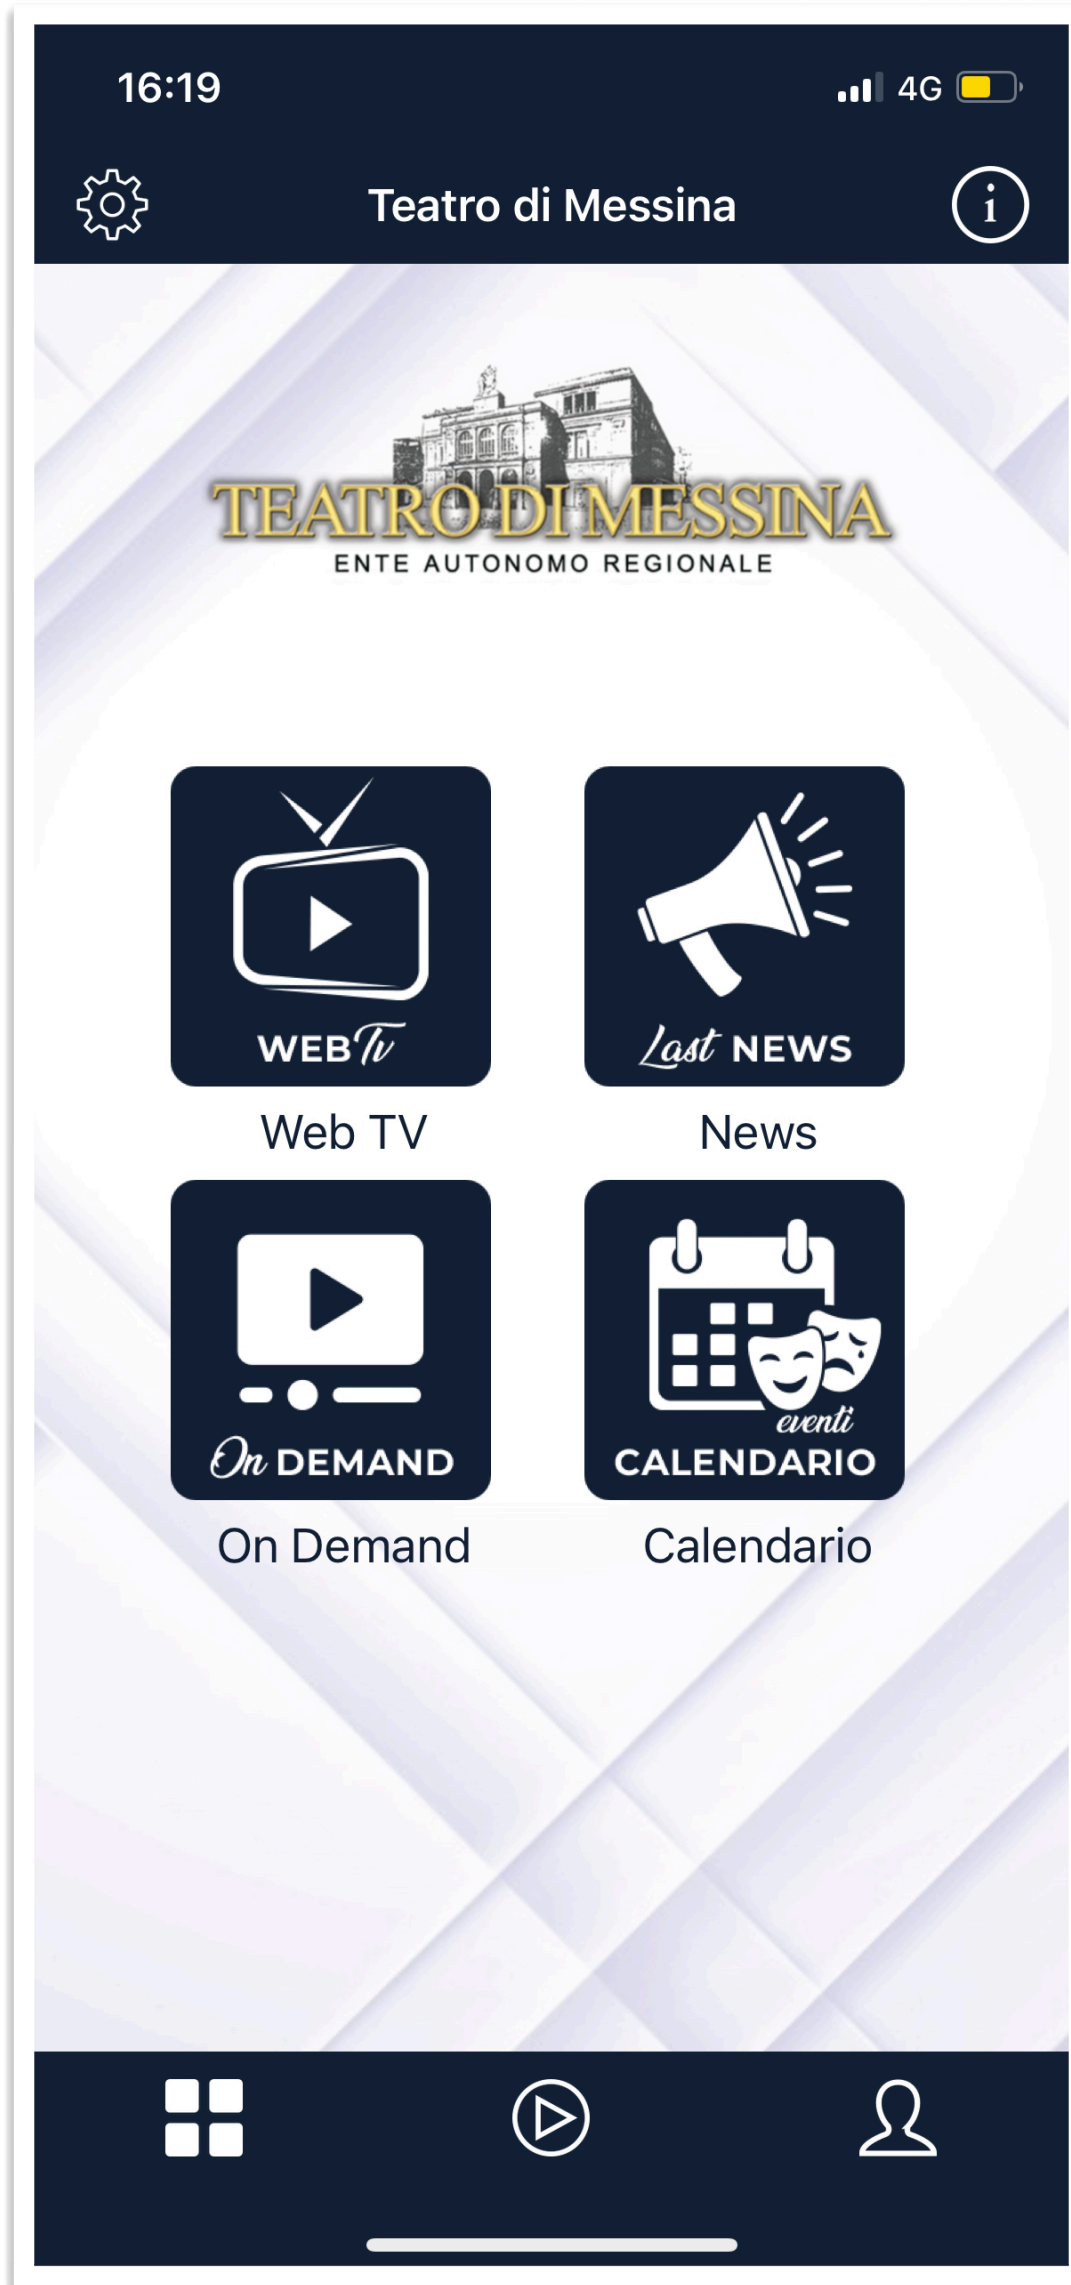 16:19 4G
Teatro di Messina
i
TEATRO DI MESSINA
ENTE AUTONOMO REGIONALE
WEB Tv
Last NEWS
Web TV
News
On DEMAND
eventi
CALENDARIO
On Demand
Calendario